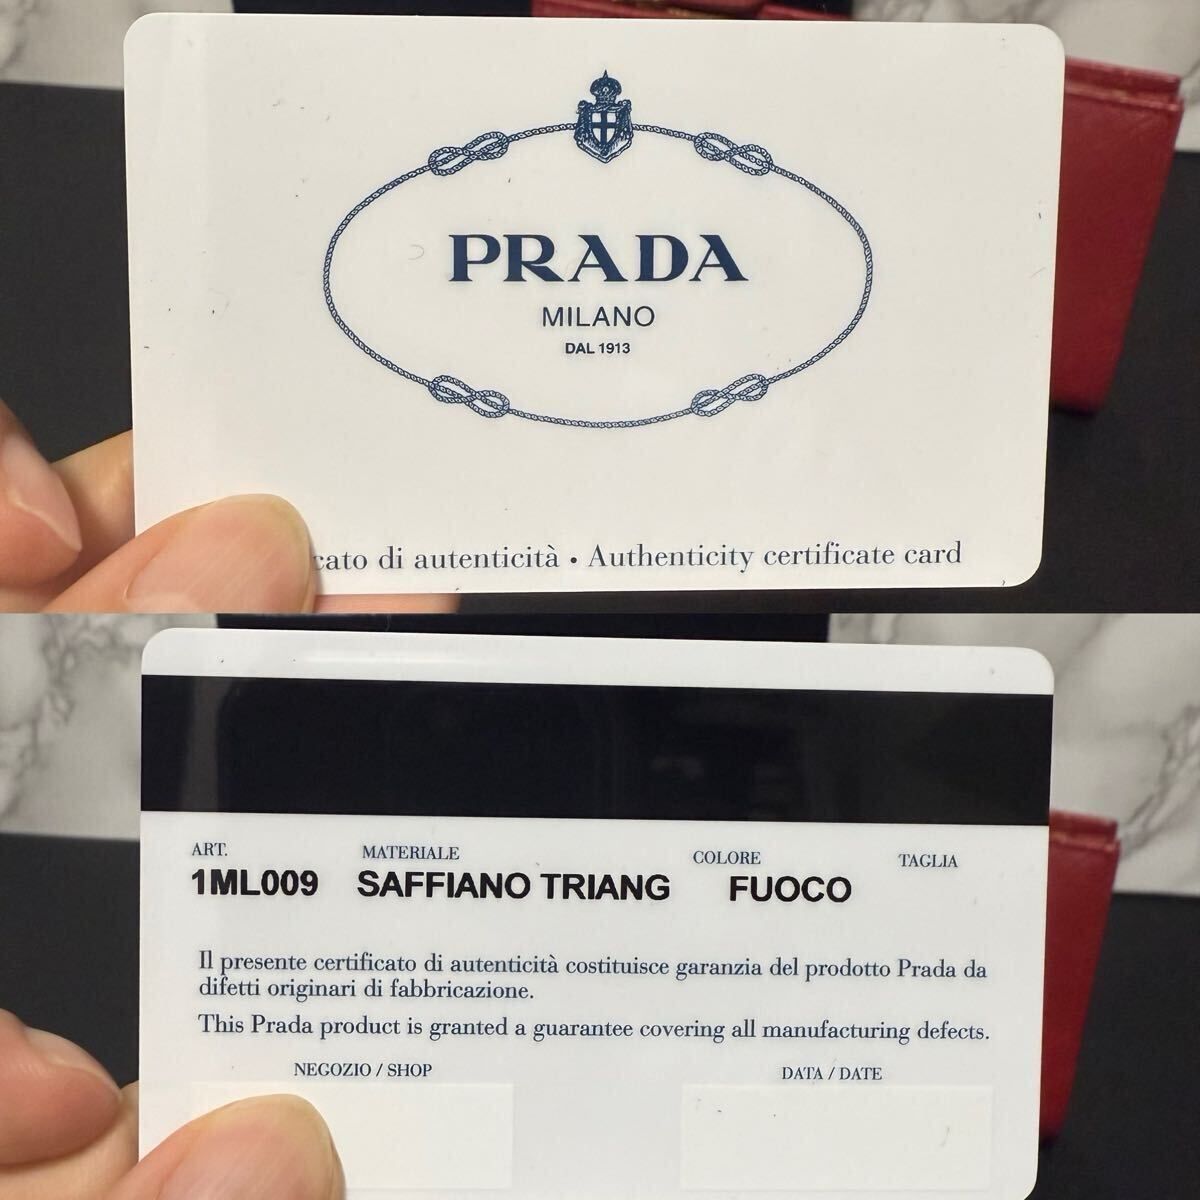 PRADA
MILANO
DAL 1913
cato di autenticità • Authenticity certificate card
ART. MATERIALE COLORE TAGLIA
1ML009 SAFFIANO TRIANG FUOCO
Il presente certificato di autenticità costituisce garanzia del prodotto Prada da
difetti originari di fabbricazione.
This Prada product is granted a guarantee covering all manufacturing defects.
NEGOZIO / SHOP DATA / DATE